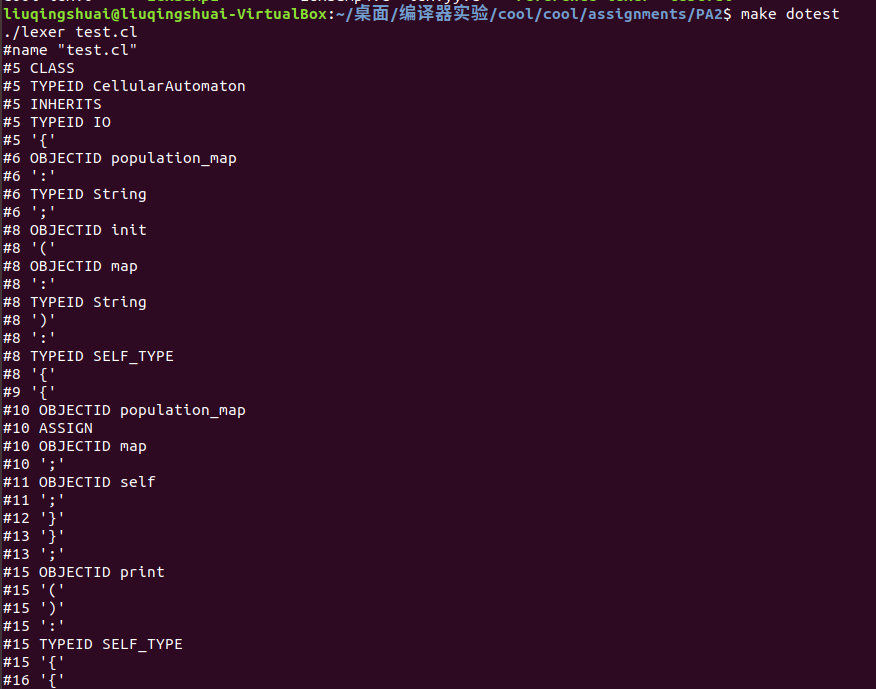 liuqingshuai@liuqingshuai-VirtualBox:~/桌面/编译器实验/cool/cool/assignments/PA2$ make dotest
./lexer test.cl
#name "test.cl"
#5 CLASS
#5 TYPEID CellularAutomaton
#5 INHERITS
#5 TYPEID IO
#5 '{'
#6 OBJECTID population_map
#6 ':'
#6 TYPEID String
#6 ';'
#8 OBJECTID init
#8 '('
#8 OBJECTID map
#8 ':'
#8 TYPEID String
#8 ')'
#8 ':'
#8 TYPEID SELF_TYPE
#8 '{'
#9 '{'
#10 OBJECTID population_map
#10 ASSIGN
#10 OBJECTID map
#10 ';'
#11 OBJECTID self
#11 ';'
#12 '}'
#13 '}'
#13 ';'
#15 OBJECTID print
#15 '('
#15 ')'
#15 ':'
#15 TYPEID SELF_TYPE
#15 '{'
#16 '{'